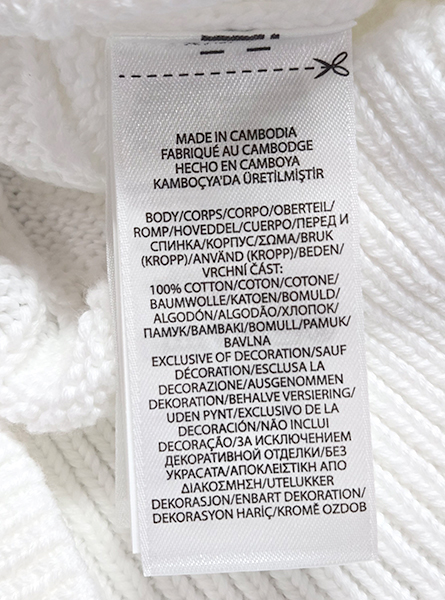 MADE IN CAMBODIA
FABRIQUÉ AU CAMBODGE
HECHO EN CAMBOYA
KAMBOÇYA'DA ÜRETİLMİŞTİR
BODY/CORPS/CORPO/OBERTEIL/
ROMP/HOVEDDEL/CUERPO/ПЕРЕД И
СПИНКА/КОРПУС/ΣΩΜΑ/BRUK
(KROPP)/ANVÄND (KROPP)/BEDEN/
VRCHNÍ ČÁST:
100% COTTON/COTON/COTONE/
BAUMWOLLE/KATOEN/BOMULD/
ALGODÓN/ALGODÃO/ХЛОПОК/
ПАМУК/ΒΑΜΒΑΚΙ/BOMULL/PAMUK/
BAVLNA
EXCLUSIVE OF DECORATION/SAUF
DÉCORATION/ESCLUSA LA
DECORAZIONE/AUSGENOMMEN
DEKORATION/BEHALVE VERSIERING/
UDEN PYNT/EXCLUSIVO DE LA
DECORACIÓN/NÃO INCLUI
DECORAÇÃO/ЗА ИСКЛЮЧЕНИЕМ
ДЕКОРАТИВНОЙ ОТДЕЛКИ/БЕЗ
УКРАСАТА/ΑΠΟΚΛΕΙΣΤΙΚΗ ΑΠΟ
ΔΙΑΚΟΣΜΗΣΗ/UTELUKKER
DEKORASJON/ENBART DEKORATION/
DEKORASYON HARİÇ/KROMĚ OZDOB